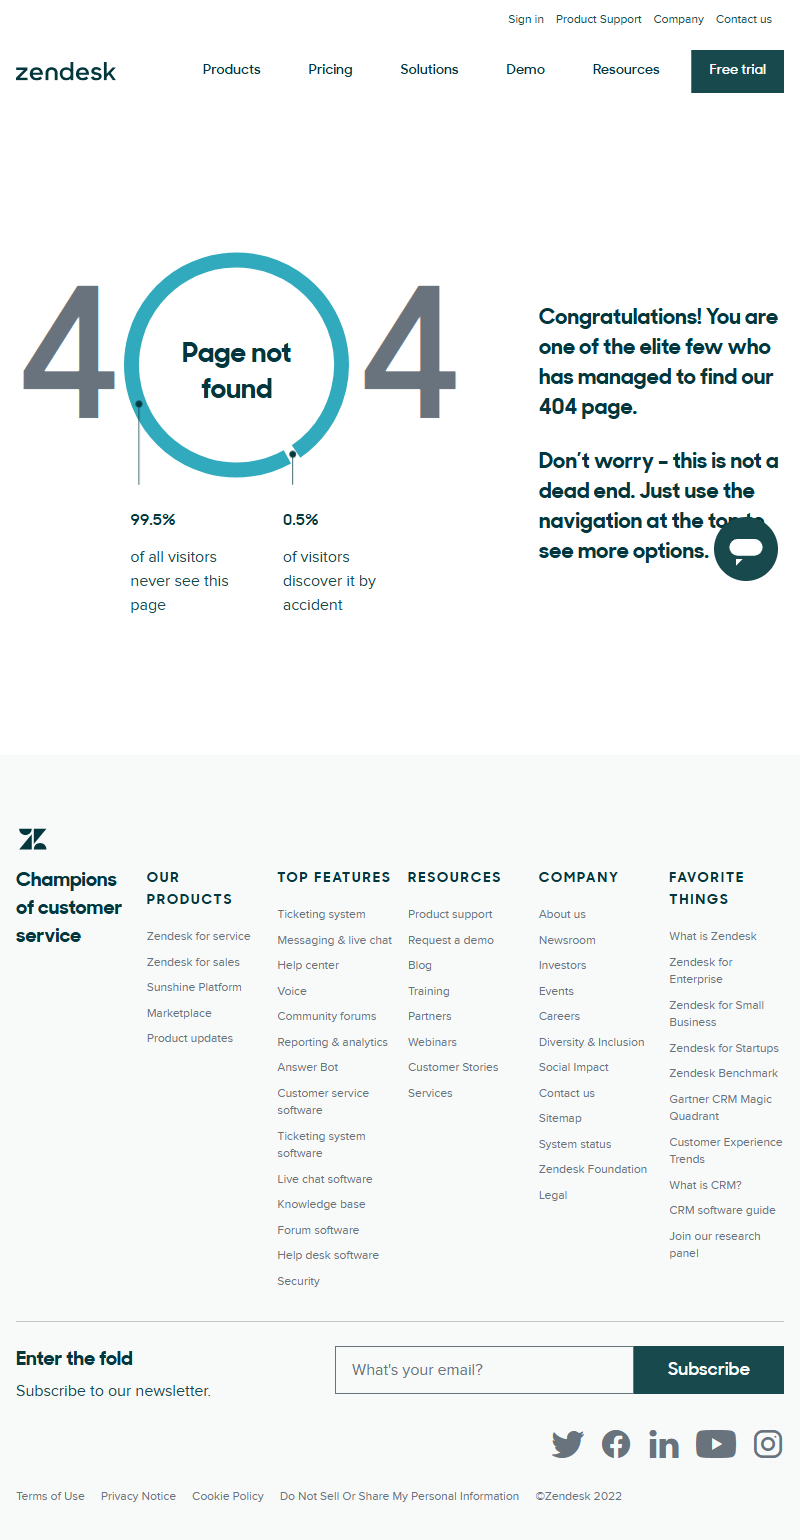 Sign in Product Support Company Contact us
zendesk Products Pricing Solutions Demo Resources Free trial
4 4
Page not
found
99.5%
of all visitors
never see this
page
0.5%
of visitors
discover it by
accident
Congratulations! You are
one of the elite few who
has managed to find our
404 page.
Don't worry – this is not a
dead end. Just use the
navigation at the top to
see more options.
Champions
of customer
service
OUR
PRODUCTS
Zendesk for service
Zendesk for sales
Sunshine Platform
Marketplace
Product updates
TOP FEATURES
Ticketing system
Messaging & live chat
Help center
Voice
Community forums
Reporting & analytics
Answer Bot
Customer service
software
Ticketing system
software
Live chat software
Knowledge base
Forum software
Help desk software
Security
RESOURCES
Product support
Request a demo
Blog
Training
Partners
Webinars
Customer Stories
Services
COMPANY
About us
Newsroom
Investors
Events
Careers
Diversity & Inclusion
Social Impact
Contact us
Sitemap
System status
Zendesk Foundation
Legal
FAVORITE
THINGS
What is Zendesk
Zendesk for
Enterprise
Zendesk for Small
Business
Zendesk for Startups
Zendesk Benchmark
Gartner CRM Magic
Quadrant
Customer Experience
Trends
What is CRM?
CRM software guide
Join our research
panel
Enter the fold
Subscribe to our newsletter.
What's your email?
Subscribe
Terms of Use Privacy Notice Cookie Policy Do Not Sell Or Share My Personal Information ©Zendesk 2022